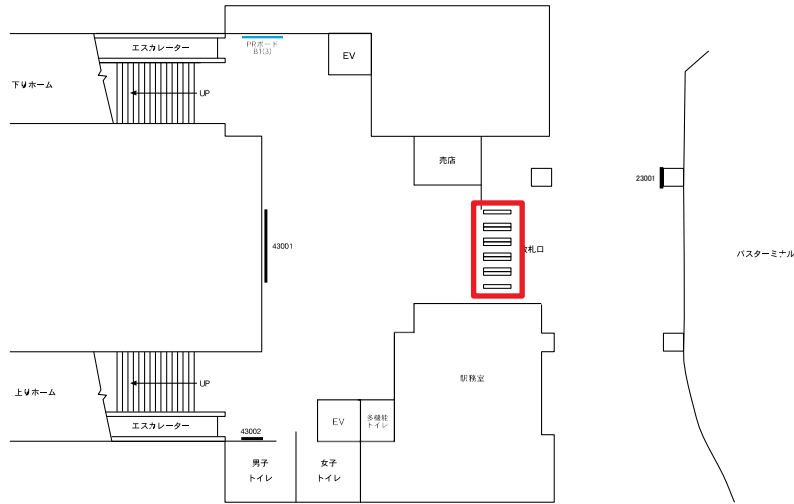 エスカレーター
PRボード
B1(3)
EV
下りホーム
UP
売店
23001
43001
札口
バスターミナル
上りホーム
UP
駅務室
EV
多機能
トイレ
エスカレーター
43002
男子
トイレ
女子
トイレ